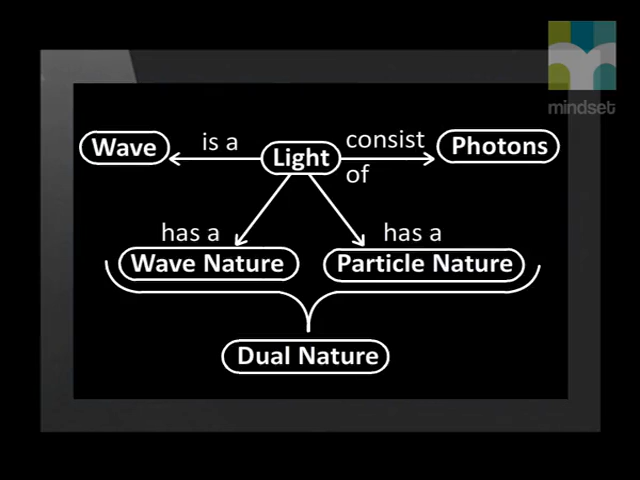 mindset
Wave
is a
Light
consist
of
Photons
has a
has a
Wave Nature
Particle Nature
Dual Nature